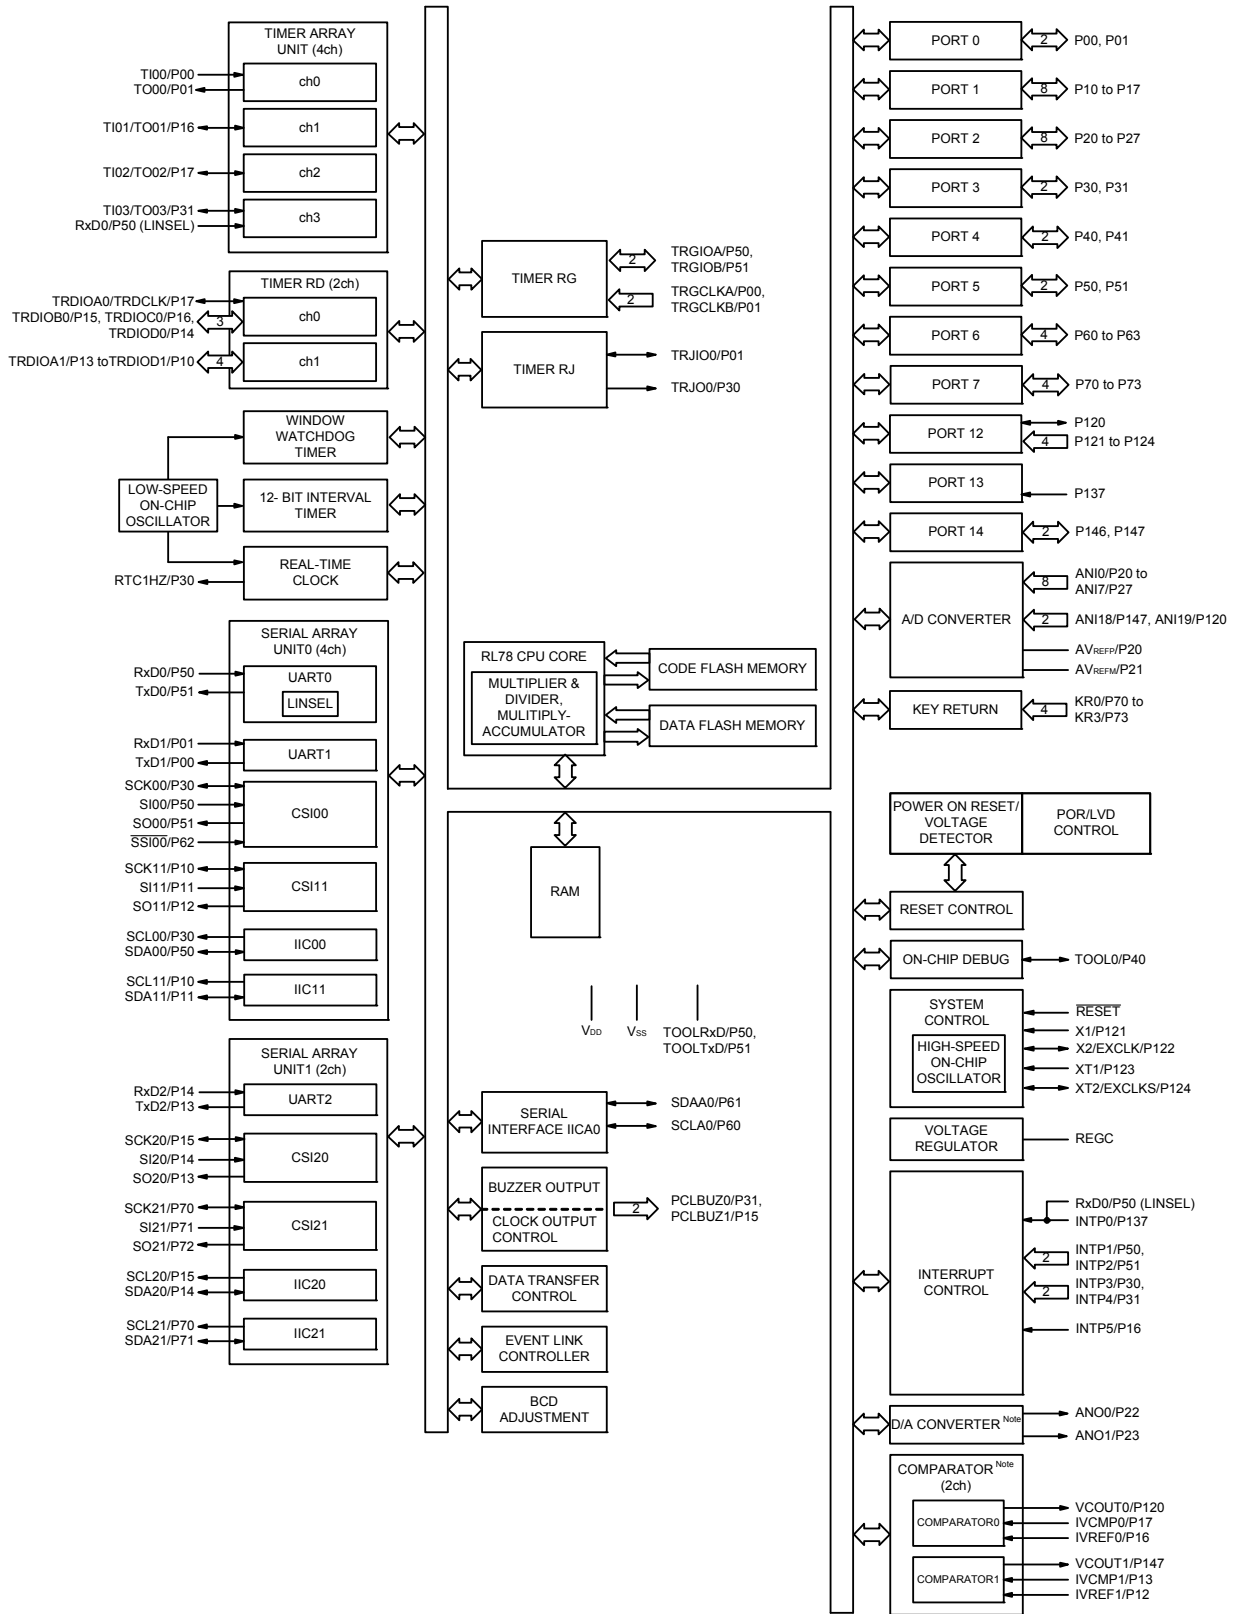 TIMER ARRAY
UNIT (4ch)
TI00/P00
TO00/P01
ch0
TI01/TO01/P16
ch1
TI02/TO02/P17
ch2
TI03/TO03/P31
RxD0/P50 (LINSEL)
ch3
TIMER RD (2ch)
TRDIOA0/TRDCLK/P17
TRDIOB0/P15, TRDIOC0/P16,
TRDIOD0/P14
3
ch0
TRDIOA1/P13 toTRDIOD1/P10
4
ch1
WINDOW
WATCHDOG
TIMER
LOW-SPEED
ON-CHIP
OSCILLATOR
12- BIT INTERVAL
TIMER
REAL-TIME
CLOCK
RTC1HZ/P30
SERIAL ARRAY
UNIT0 (4ch)
RxD0/P50
TxD0/P51
UART0
LINSEL
RxD1/P01
TxD1/P00
UART1
SCK00/P30
SI00/P50
SO00/P51
SSI00/P62
CSI00
SCK11/P10
SI11/P11
SO11/P12
CSI11
SCL00/P30
SDA00/P50
IIC00
SCL11/P10
SDA11/P11
IIC11
SERIAL ARRAY
UNIT1 (2ch)
RxD2/P14
TxD2/P13
UART2
SCK20/P15
SI20/P14
SO20/P13
CSI20
SCK21/P70
SI21/P71
SO21/P72
CSI21
SCL20/P15
SDA20/P14
IIC20
SCL21/P70
SDA21/P71
IIC21
TIMER RG
2
TRGIOA/P50,
TRGIOB/P51
2
TRGCLKA/P00,
TRGCLKB/P01
TIMER RJ
TRJIO0/P01
TRJO0/P30
RL78 CPU CORE
MULTIPLIER &
DIVIDER,
MULITIPLY-
ACCUMULATOR
CODE FLASH MEMORY
DATA FLASH MEMORY
RAM
VDD
VSS
TOOLRxD/P50,
TOOLTxD/P51
SERIAL
INTERFACE IICA0
SDAA0/P61
SCLA0/P60
BUZZER OUTPUT
CLOCK OUTPUT
CONTROL
2
PCLBUZ0/P31,
PCLBUZ1/P15
DATA TRANSFER
CONTROL
EVENT LINK
CONTROLLER
BCD
ADJUSTMENT
PORT 0
2
P00, P01
PORT 1
8
P10 to P17
PORT 2
8
P20 to P27
PORT 3
2
P30, P31
PORT 4
2
P40, P41
PORT 5
2
P50, P51
PORT 6
4
P60 to P63
PORT 7
4
P70 to P73
PORT 12
P120
4
P121 to P124
PORT 13
P137
PORT 14
2
P146, P147
A/D CONVERTER
8
ANI0/P20 to
ANI7/P27
2
ANI18/P147, ANI19/P120
AVREFP/P20
AVREFM/P21
KEY RETURN
4
KR0/P70 to
KR3/P73
POWER ON RESET/
VOLTAGE
DETECTOR
POR/LVD
CONTROL
RESET CONTROL
ON-CHIP DEBUG
TOOL0/P40
SYSTEM
CONTROL
HIGH-SPEED
ON-CHIP
OSCILLATOR
RESET
X1/P121
X2/EXCLK/P122
XT1/P123
XT2/EXCLKS/P124
VOLTAGE
REGULATOR
REGC
INTERRUPT
CONTROL
RxD0/P50 (LINSEL)
INTP0/P137
2
INTP1/P50,
INTP2/P51
2
INTP3/P30,
INTP4/P31
INTP5/P16
D/A CONVERTER Note
ANO0/P22
ANO1/P23
COMPARATOR Note
(2ch)
COMPARATOR0
VCOUT0/P120
IVCMP0/P17
IVREF0/P16
COMPARATOR1
VCOUT1/P147
IVCMP1/P13
IVREF1/P12